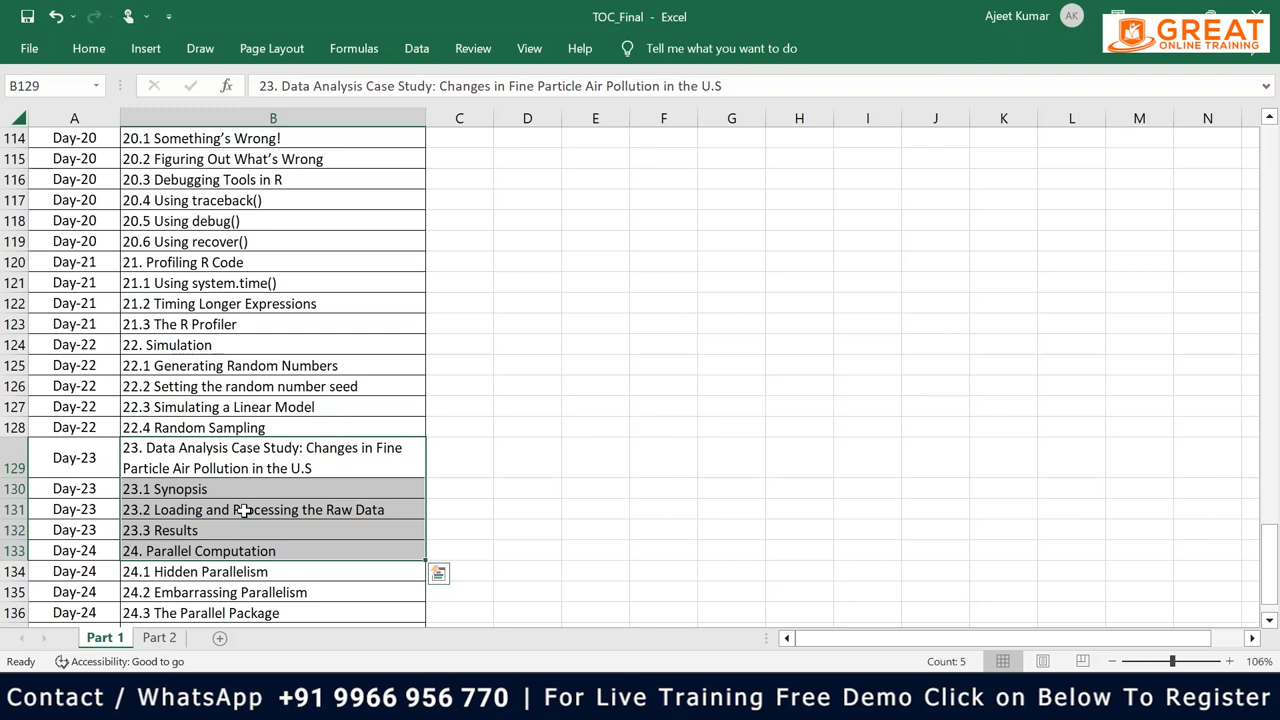 TOC_Final - Excel
Ajeet Kumar
AK
GREAT
ONLINE TRAINING
File Home Insert Draw Page Layout Formulas Data Review View Help Tell me what you want to do
B129
fx
23. Data Analysis Case Study: Changes in Fine Particle Air Pollution in the U.S
A B C D E F G H I J K L M N
114 Day-20 20.1 Something’s Wrong!
115 Day-20 20.2 Figuring Out What’s Wrong
116 Day-20 20.3 Debugging Tools in R
117 Day-20 20.4 Using traceback()
118 Day-20 20.5 Using debug()
119 Day-20 20.6 Using recover()
120 Day-21 21. Profiling R Code
121 Day-21 21.1 Using system.time()
122 Day-21 21.2 Timing Longer Expressions
123 Day-21 21.3 The R Profiler
124 Day-22 22. Simulation
125 Day-22 22.1 Generating Random Numbers
126 Day-22 22.2 Setting the random number seed
127 Day-22 22.3 Simulating a Linear Model
128 Day-22 22.4 Random Sampling
129 Day-23 23. Data Analysis Case Study: Changes in Fine
Particle Air Pollution in the U.S
130 Day-23 23.1 Synopsis
131 Day-23 23.2 Loading and Processing the Raw Data
132 Day-23 23.3 Results
133 Day-24 24. Parallel Computation
134 Day-24 24.1 Hidden Parallelism
135 Day-24 24.2 Embarrassing Parallelism
136 Day-24 24.3 The Parallel Package
Part 1 Part 2
Ready Accessibility: Good to go Count: 5 106%
Contact / WhatsApp +91 9966 956 770 | For Live Training Free Demo Click on Below To Register